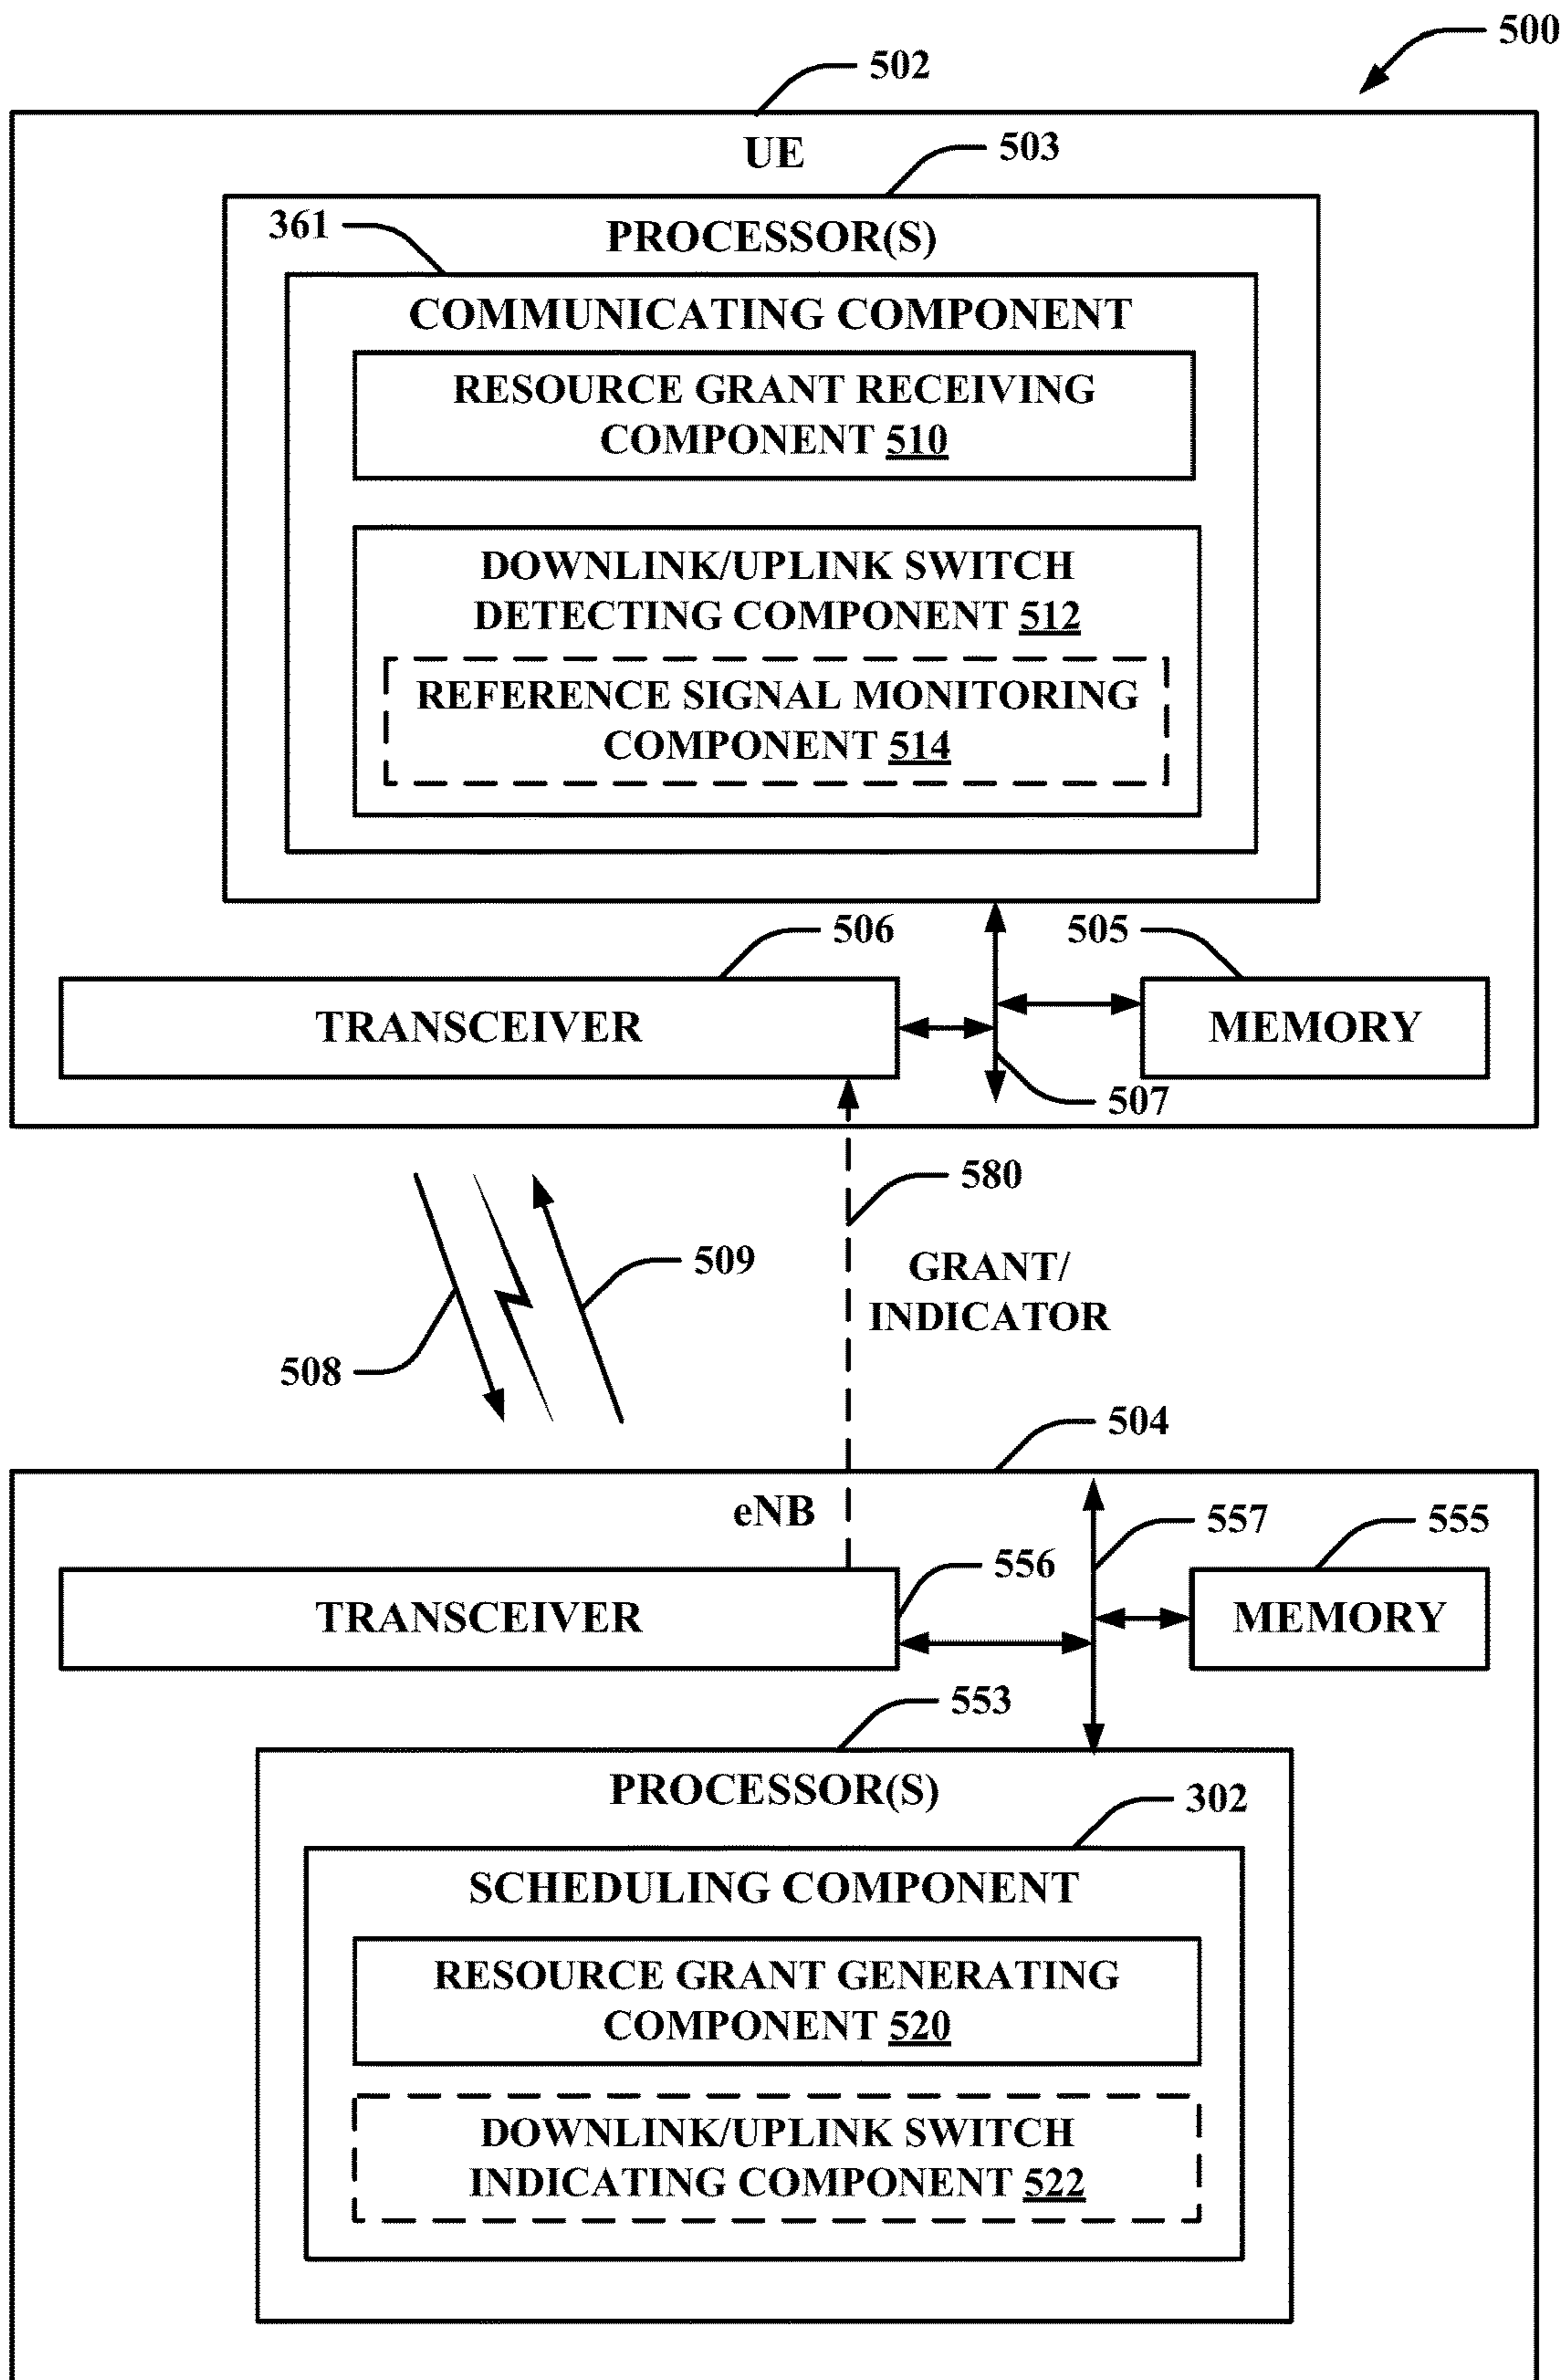 500
502
UE
503
361
PROCESSOR(S)
COMMUNICATING COMPONENT
RESOURCE GRANT RECEIVING
COMPONENT 510
DOWNLINK/UPLINK SWITCH
DETECTING COMPONENT 512
REFERENCE SIGNAL MONITORING
COMPONENT 514
506
505
TRANSCEIVER
MEMORY
507
580
509
GRANT/
INDICATOR
508
504
eNB
557
555
556
TRANSCEIVER
MEMORY
553
PROCESSOR(S)
302
SCHEDULING COMPONENT
RESOURCE GRANT GENERATING
COMPONENT 520
DOWNLINK/UPLINK SWITCH
INDICATING COMPONENT 522